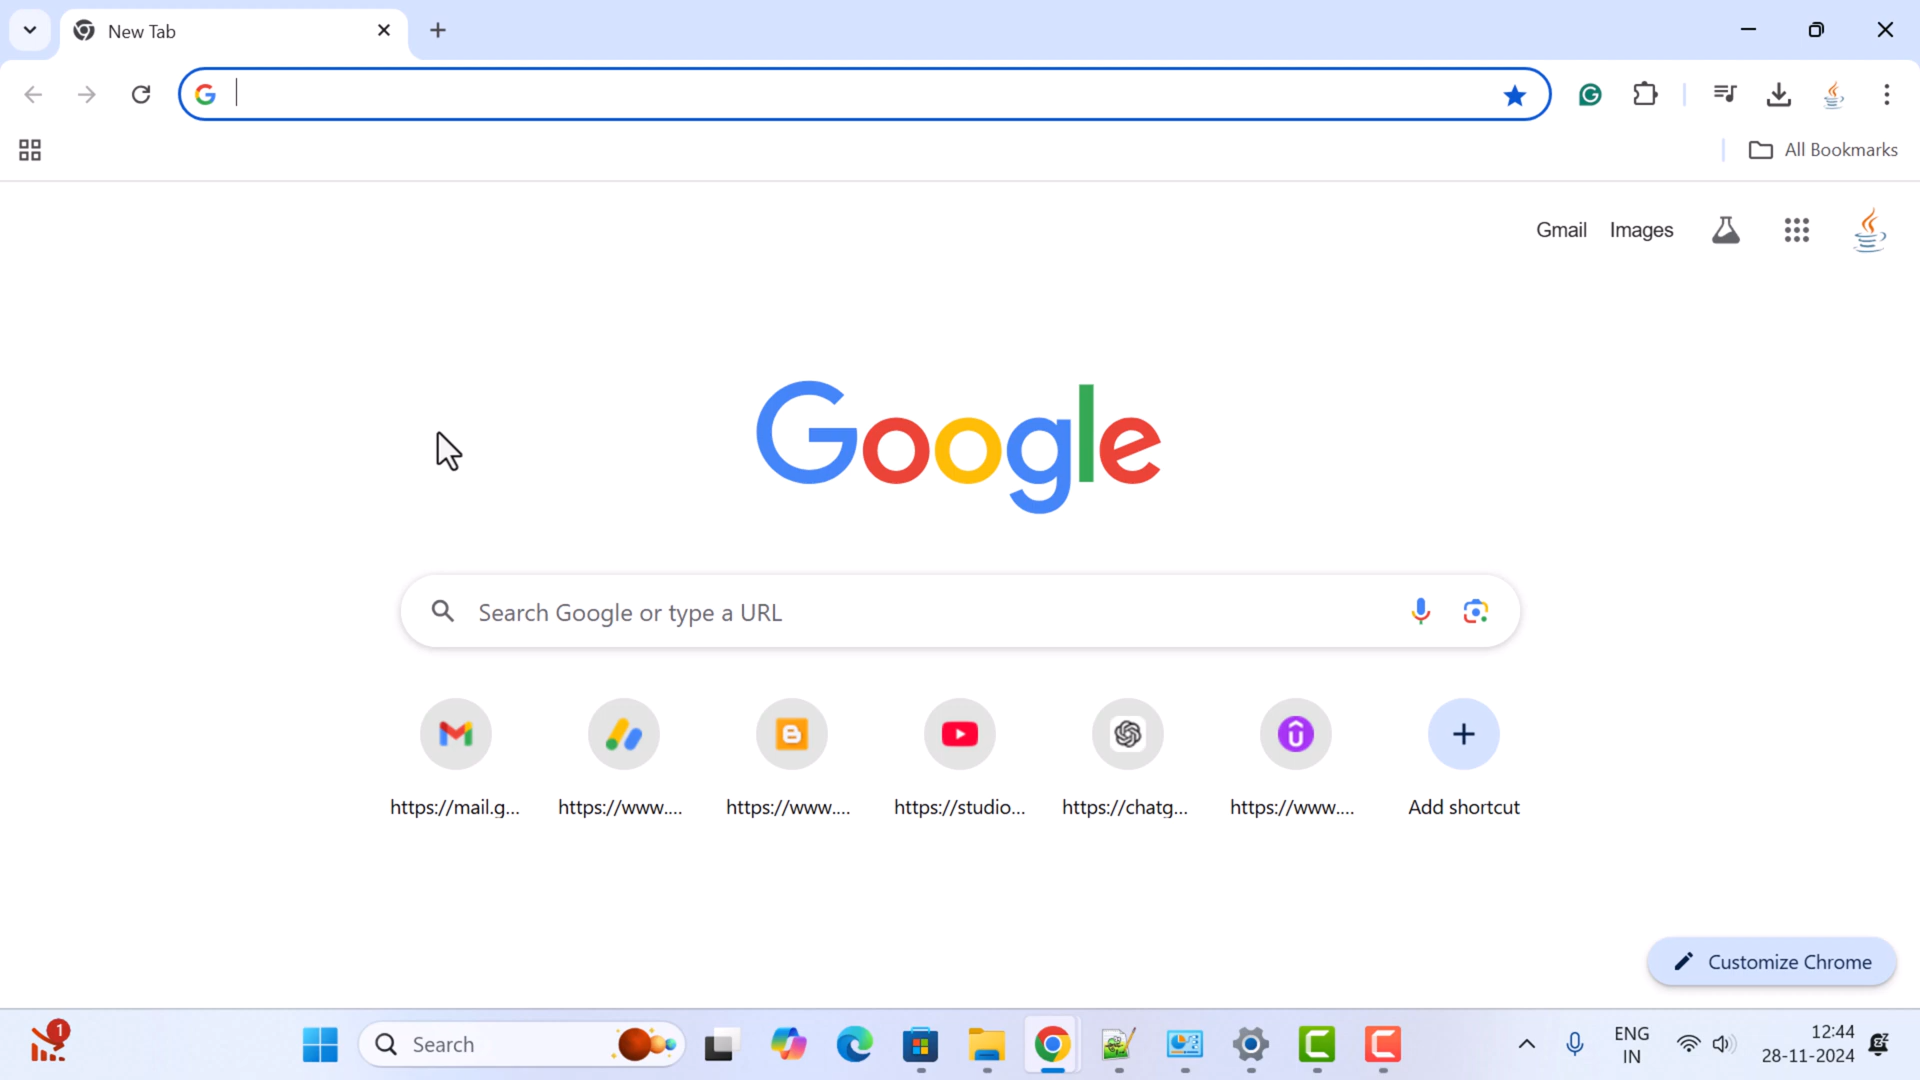 New Tab
All Bookmarks
Gmail Images
Google
Search Google or type a URL
https://mail.g... https://www.... https://www.... https://studio... https://chatg... https://www.... Add shortcut
Customize Chrome
1
Search
ENG
IN
12:44
28-11-2024